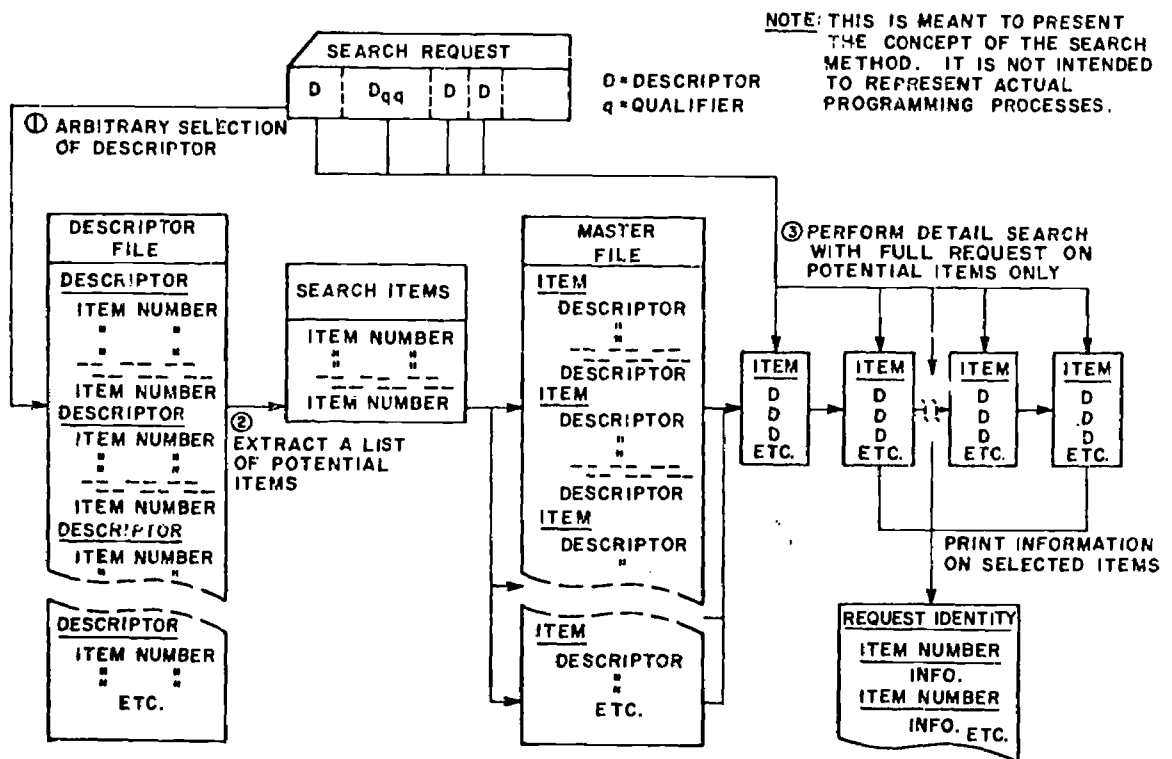 NOTE: THIS IS MEANT TO PRESENT
THE CONCEPT OF THE SEARCH
METHOD. IT IS NOT INTENDED
TO REPRESENT ACTUAL
PROGRAMMING PROCESSES.
SEARCH REQUEST
D Dqq D D
D = DESCRIPTOR
q = QUALIFIER
① ARBITRARY SELECTION
OF DESCRIPTOR
DESCRIPTOR
FILE
DESCRIPTOR
ITEM NUMBER
" "
" "
ITEM NUMBER
DESCRIPTOR
ITEM NUMBER
" "
" "
ITEM NUMBER
DESCRIPTOR
ITEM NUMBER
" "
DESCRIPTOR
ITEM NUMBER
" "
" "
ETC.
②
EXTRACT A LIST
OF POTENTIAL
ITEMS
SEARCH ITEMS
ITEM NUMBER
" "
" "
ITEM NUMBER
MASTER
FILE
ITEM
DESCRIPTOR
"
"
DESCRIPTOR
ITEM
DESCRIPTOR
"
"
DESCRIPTOR
ITEM
DESCRIPTOR
"
ITEM
DESCRIPTOR
"
"
ETC.
③ PERFORM DETAIL SEARCH
WITH FULL REQUEST ON
POTENTIAL ITEMS ONLY
ITEM
D
D
D
ETC.
ITEM
D
D
D
ETC.
ITEM
D
D
D
ETC.
ITEM
D
D
D
ETC.
PRINT INFORMATION
ON SELECTED ITEMS
REQUEST IDENTITY
ITEM NUMBER
INFO.
ITEM NUMBER
INFO.
ETC.